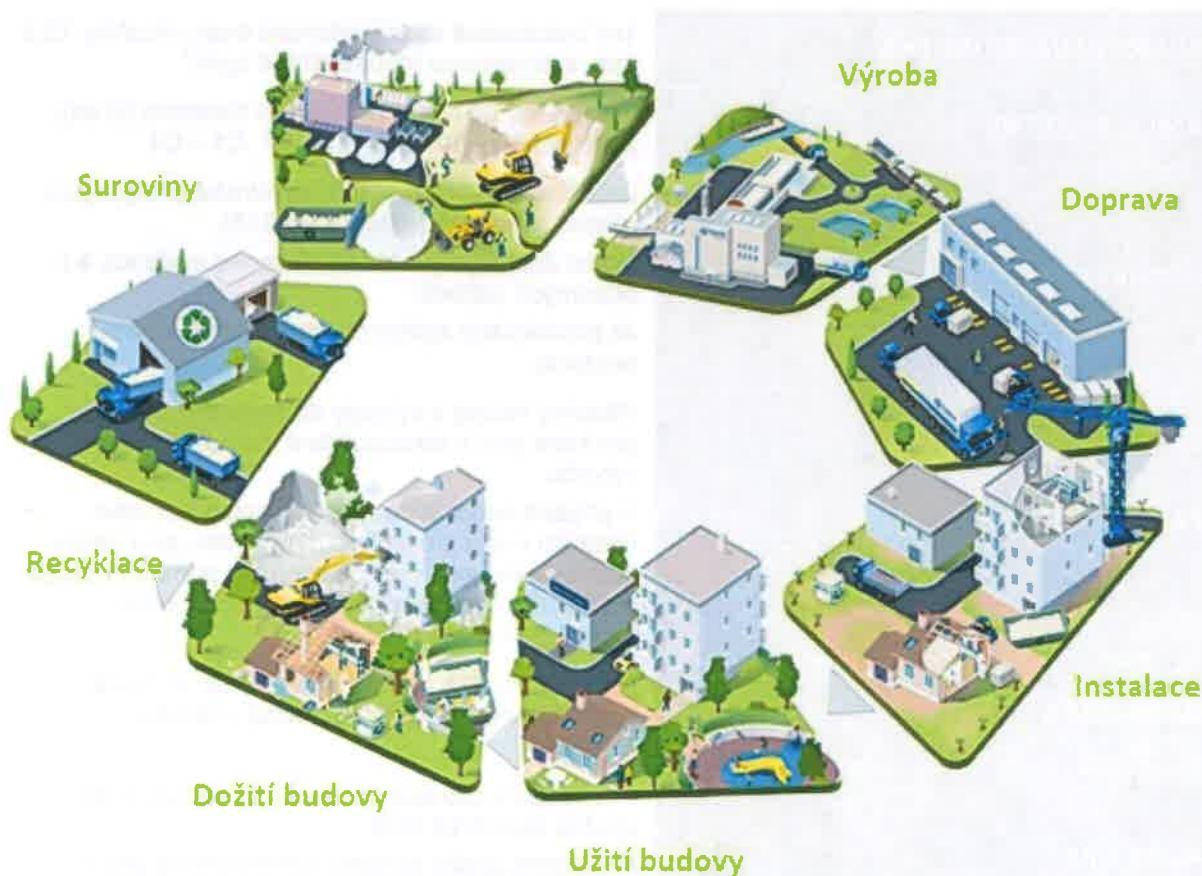 Výroba
Suroviny
Doprava
Recyklace
Instalace
Dožití budovy
Užití budovy